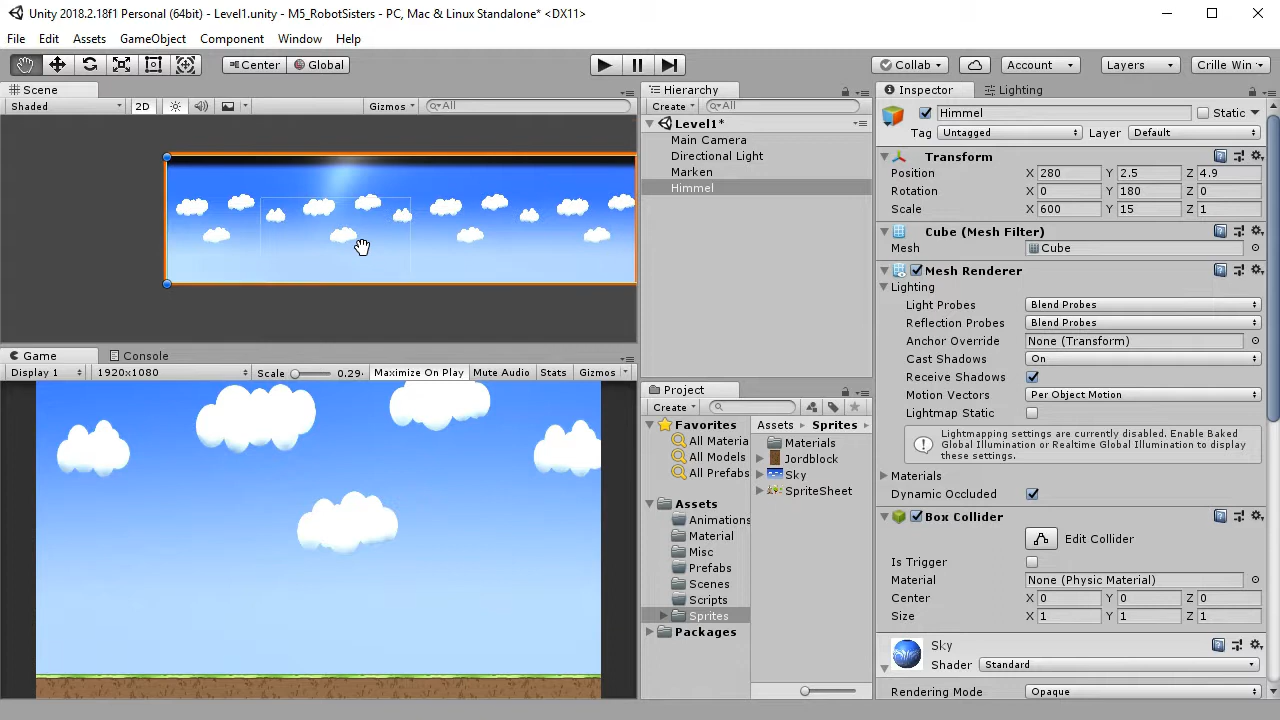 Unity 2018.2.18f1 Personal (64bit) - Level1.unity - M5_RobotSisters - PC, Mac & Linux Standalone* <DX11>
File Edit Assets GameObject Component Window Help
Center Global Collab Account Layers Crille Win
Scene
Shaded 2D Gizmos All
Hierarchy
Create All
Level1*
Main Camera
Directional Light
Marken
Himmel
Game Console
Display 1 1920x1080 Scale 0.29 Maximize On Play Mute Audio Stats Gizmos
Project
Create
Favorites
All Materia
All Models
All Prefabs
Assets
Animations
Material
Misc
Prefabs
Scenes
Scripts
Sprites
Packages
Assets Sprites
Materials
Jordblock
Sky
SpriteSheet
Inspector Lighting
Himmel Static
Tag Untagged Layer Default
Transform
Position X 280 Y 2.5 Z 4.9
Rotation X 0 Y 180 Z 0
Scale X 600 Y 15 Z 1
Cube (Mesh Filter)
Mesh Cube
Mesh Renderer
Lighting
Light Probes Blend Probes
Reflection Probes Blend Probes
Anchor Override None (Transform)
Cast Shadows On
Receive Shadows
Motion Vectors Per Object Motion
Lightmap Static
Lightmapping settings are currently disabled. Enable Baked
Global Illumination or Realtime Global Illumination to display
these settings.
Materials
Dynamic Occluded
Box Collider
Edit Collider
Is Trigger
Material None (Physic Material)
Center X 0 Y 0 Z 0
Size X 1 Y 1 Z 1
Sky
Shader Standard
Rendering Mode Opaque